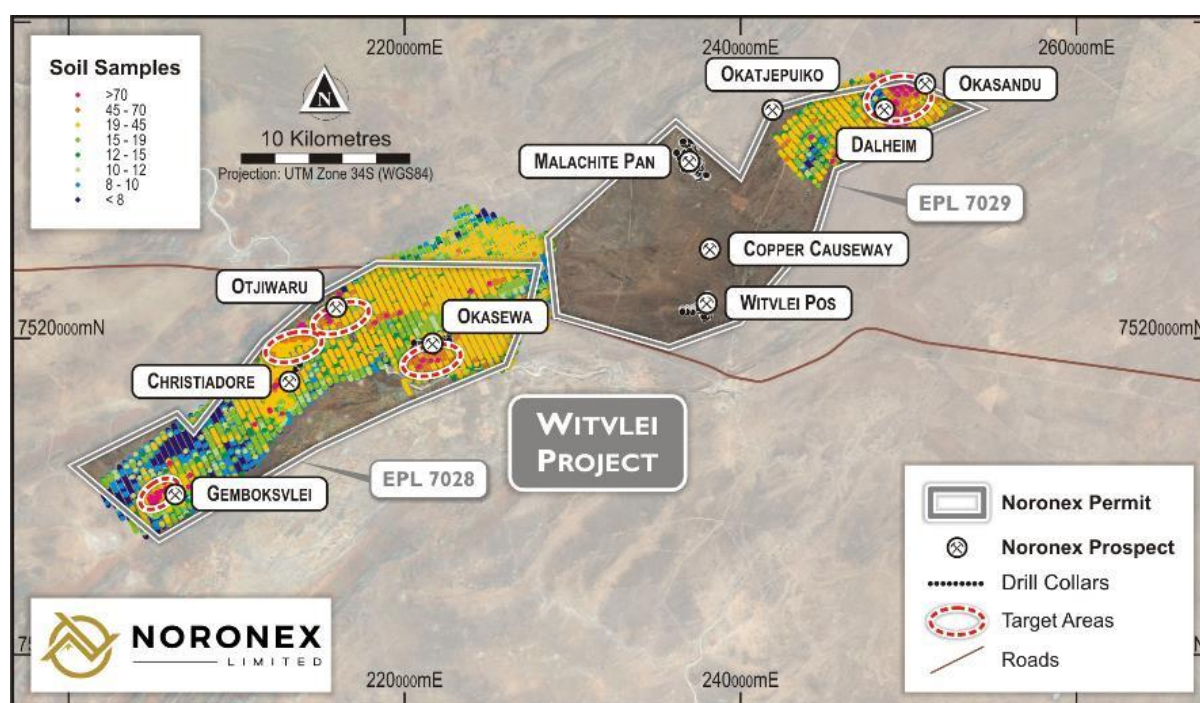 220000mE
240000mE
260000mE
Soil Samples
>70
45 - 70
19 - 45
15 - 19
12 - 15
10 - 12
8 - 10
< 8
N
10 Kilometres
Projection: UTM Zone 34S (WGS84)
OKATJEPUIKO
OKASANDU
DALHEIM
MALACHITE PAN
EPL 7029
COPPER CAUSEWAY
OTJIWARU
WITVLEI POS
OKASEWA
7520000mN
7520000mN
CHRISTIADORE
WITVLEI
PROJECT
EPL 7028
GEMBOKSVLEI
Noronex Permit
Noronex Prospect
Drill Collars
Target Areas
Roads
NORONEX
LIMITED
220000mE
240000mE